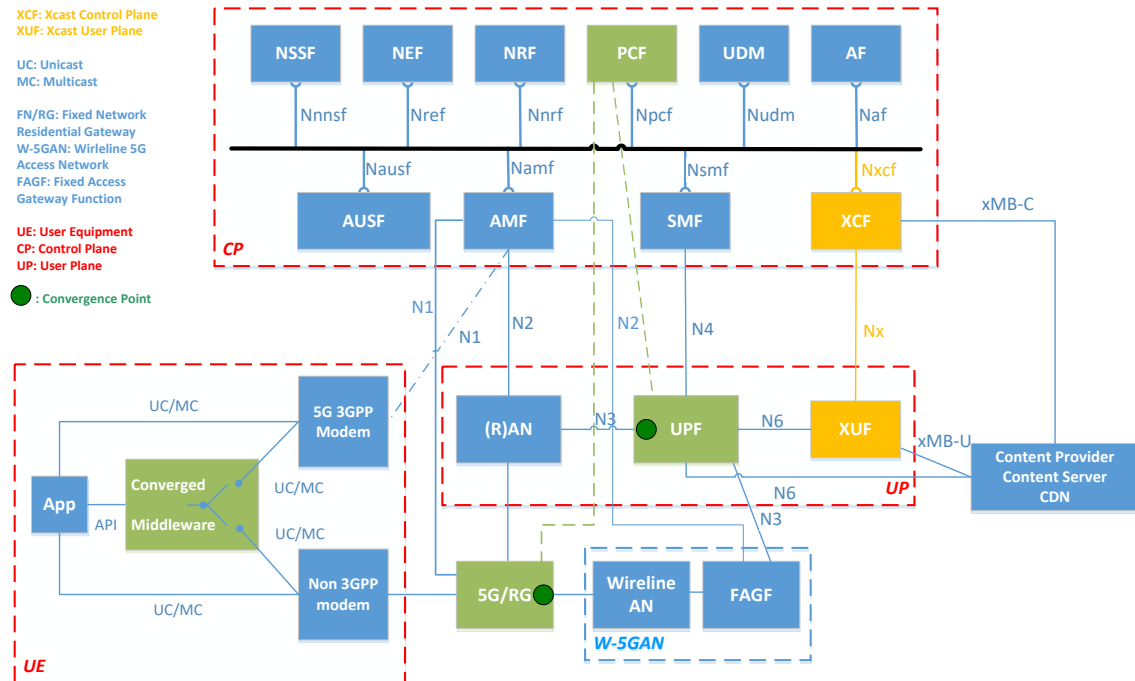 XCF: Xcast Control Plane
XUF: Xcast User Plane
UC: Unicast
MC: Multicast
FN/RG: Fixed Network
Residential Gateway
W-5GAN: Wirleline 5G
Access Network
FAGF: Fixed Access
Gateway Function
UE: User Equipment
CP: Control Plane
UP: User Plane
: Convergence Point
NSSF
NEF
NRF
PCF
UDM
AF
Nnnsf
Nref
Nnrf
Npcf
Nudm
Naf
Nausf
Namf
Nsmf
Nxcf
AUSF
AMF
SMF
XCF
CP
xMB-C
N1
N1
N2
N2
N4
Nx
UC/MC
5G 3GPP
Modem
(R)AN
N3
UPF
N6
XUF
xMB-U
Content Provider
Content Server
CDN
App
API
Converged
Middleware
UC/MC
UC/MC
N6
UP
N3
UC/MC
Non 3GPP
modem
5G/RG
Wireline
AN
FAGF
W-5GAN
UE